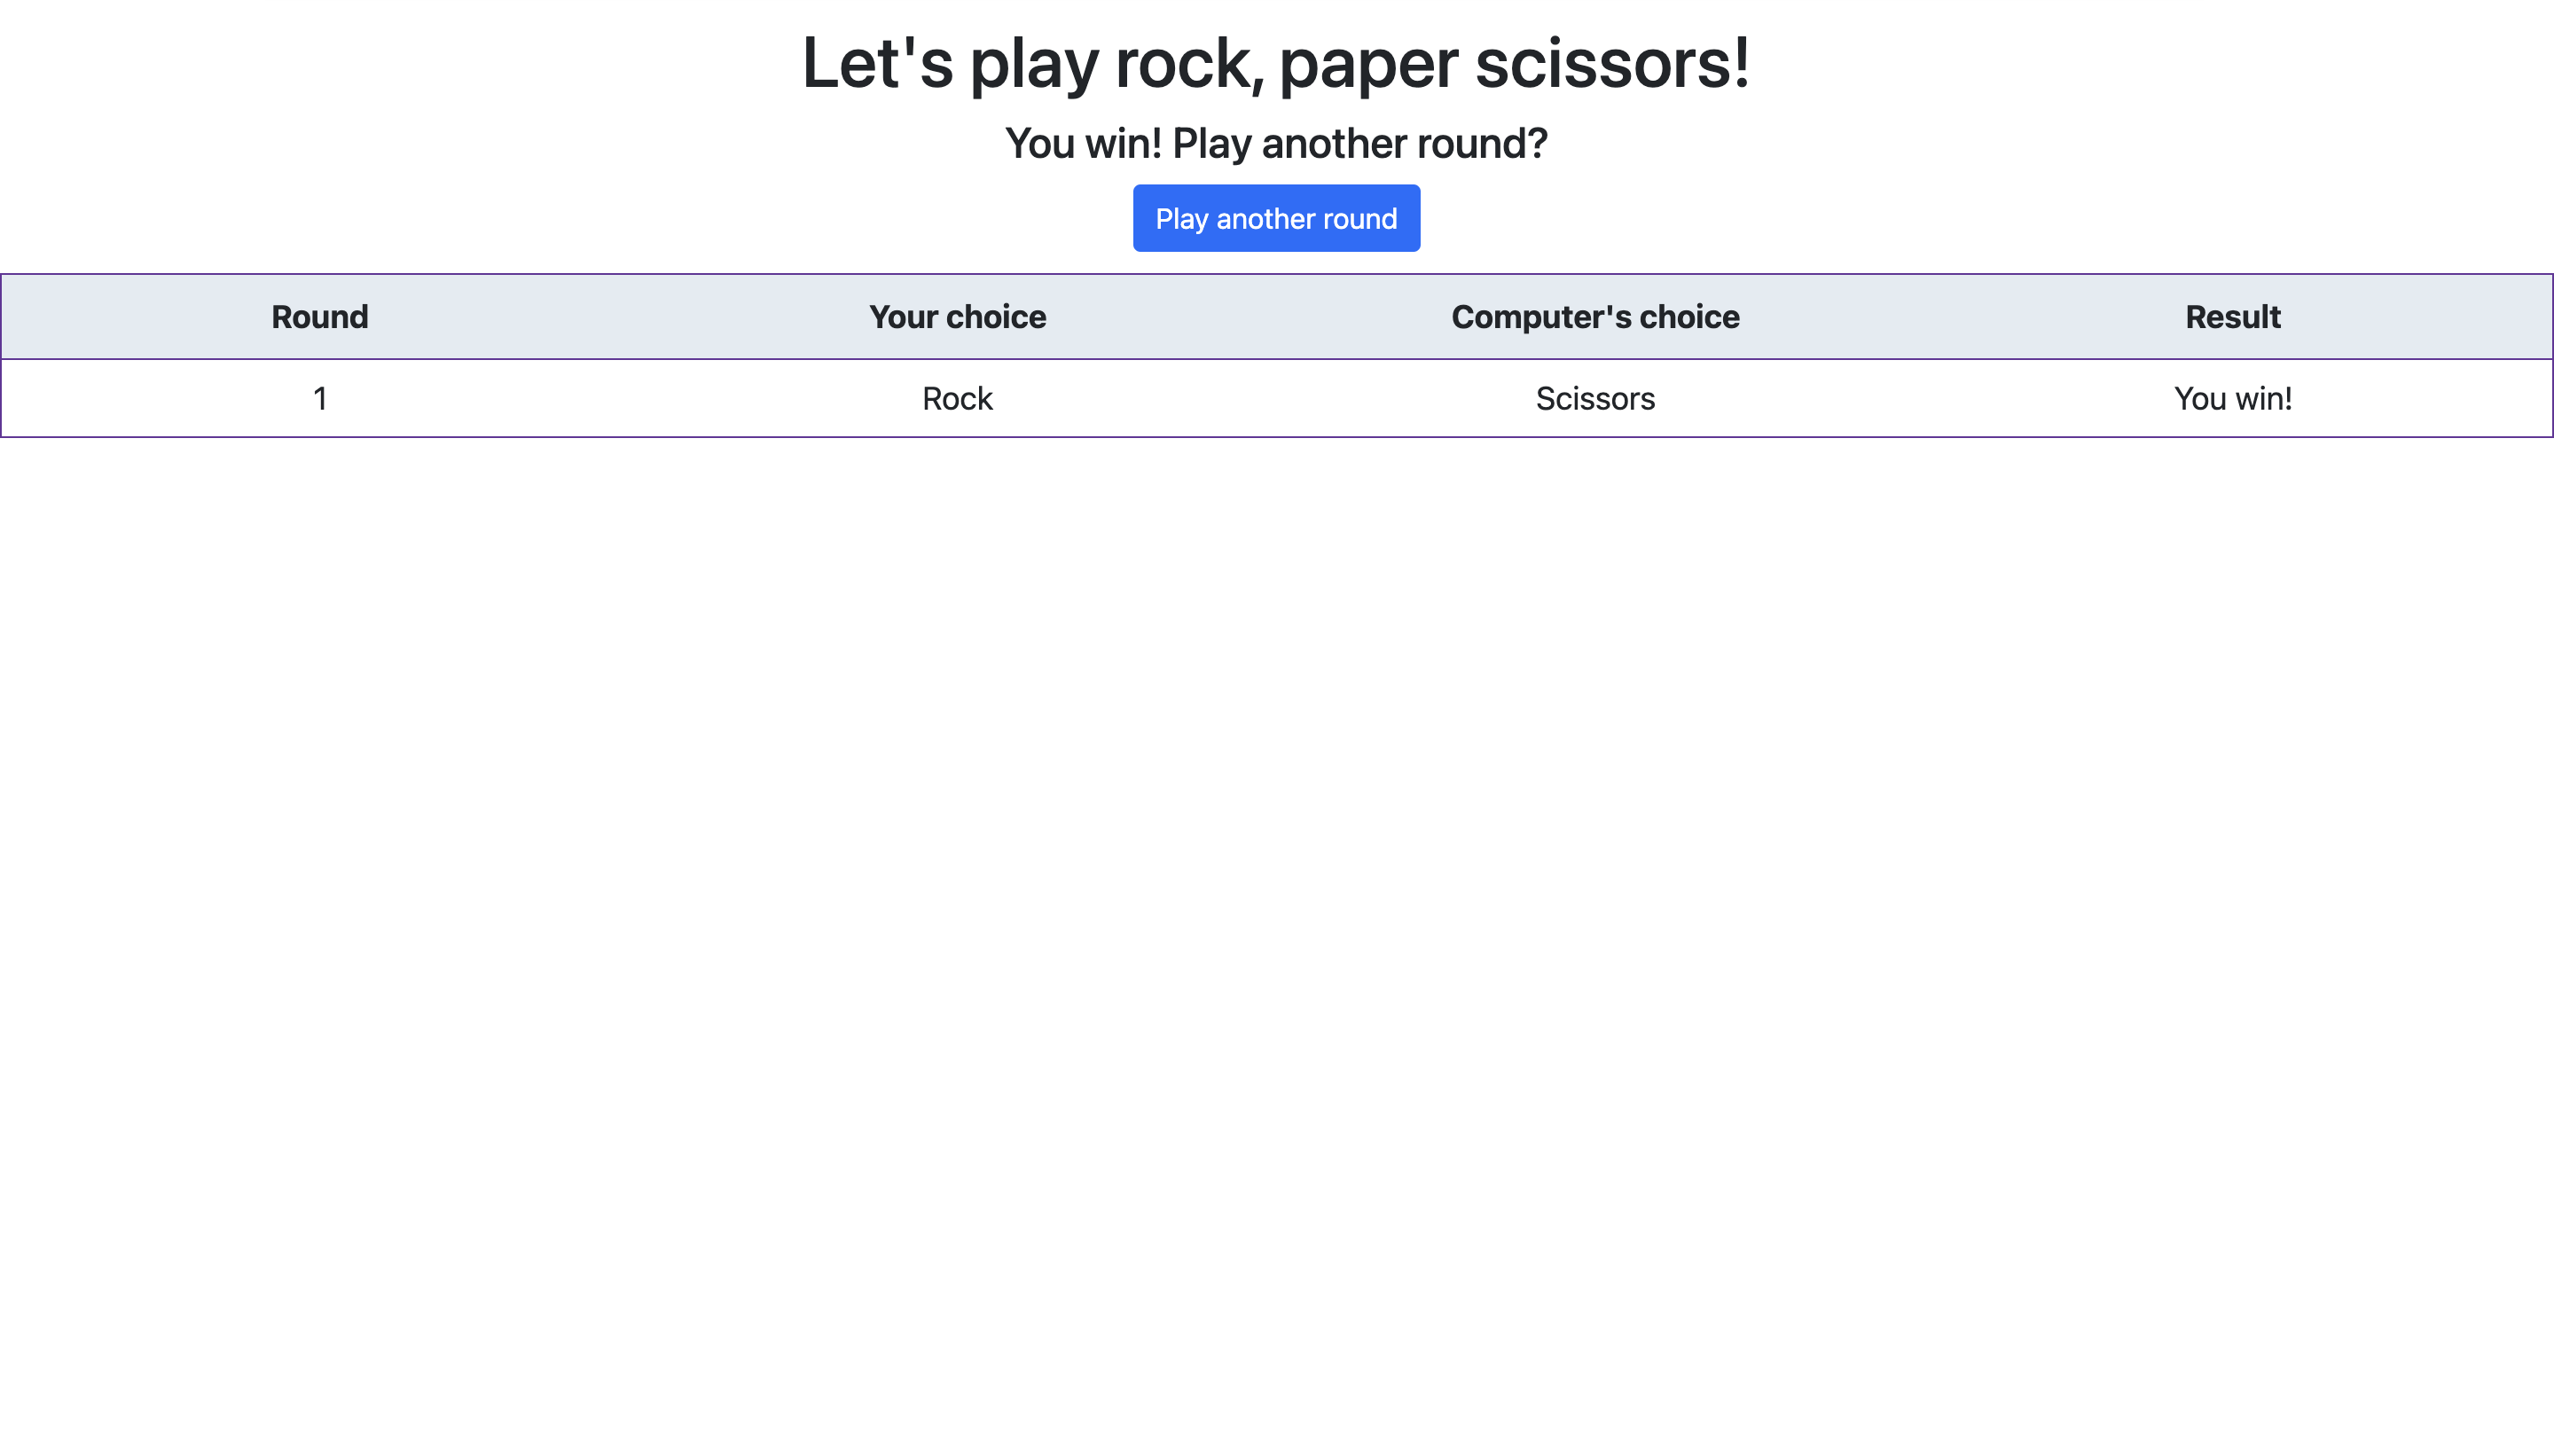 Let's play rock, paper scissors!
You win! Play another round?
Play another round
Round Your choice Computer's choice Result
1 Rock Scissors You win!